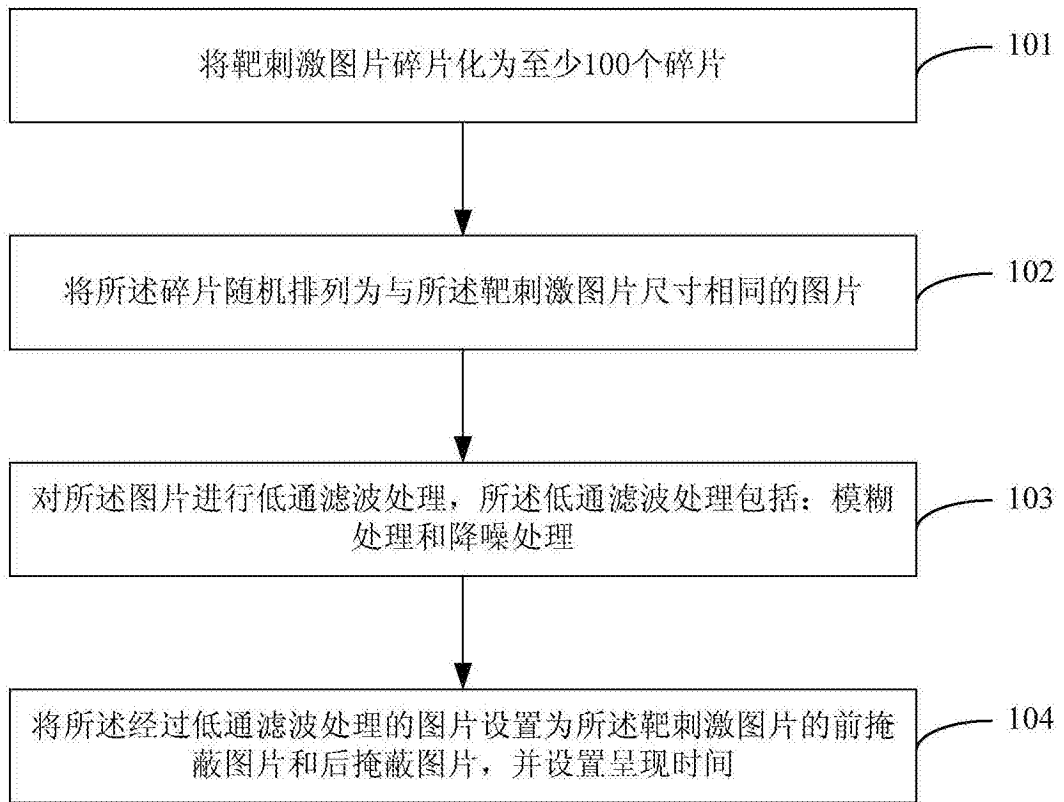 将靶刺激图片碎片化为至少100个碎片
101
将所述碎片随机排列为与所述靶刺激图片尺寸相同的图片
102
对所述图片进行低通滤波处理，所述低通滤波处理包括：模糊
处理和降噪处理
103
将所述经过低通滤波处理的图片设置为所述靶刺激图片的前掩
蔽图片和后掩蔽图片，并设置呈现时间
104